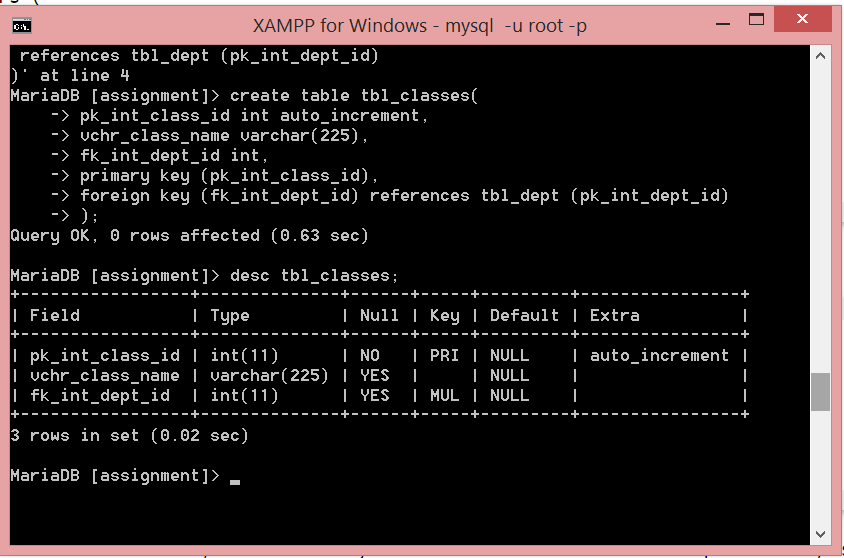 XAMPP for Windows - mysql  -u root -p
 references tbl_dept (pk_int_dept_id)
)' at line 4
MariaDB [assignment]> create table tbl_classes(
    -> pk_int_class_id int auto_increment,
    -> vchr_class_name varchar(225),
    -> fk_int_dept_id int,
    -> primary key (pk_int_class_id),
    -> foreign key (fk_int_dept_id) references tbl_dept (pk_int_dept_id)
    -> );
Query OK, 0 rows affected (0.63 sec)
MariaDB [assignment]> desc tbl_classes;
+-----------------+--------------+------+-----+---------+----------------+
| Field           | Type         | Null | Key | Default | Extra          |
+-----------------+--------------+------+-----+---------+----------------+
| pk_int_class_id | int(11)      | NO   | PRI | NULL    | auto_increment |
| vchr_class_name | varchar(225) | YES  |     | NULL    |                |
| fk_int_dept_id  | int(11)      | YES  | MUL | NULL    |                |
+-----------------+--------------+------+-----+---------+----------------+
3 rows in set (0.02 sec)
MariaDB [assignment]> _